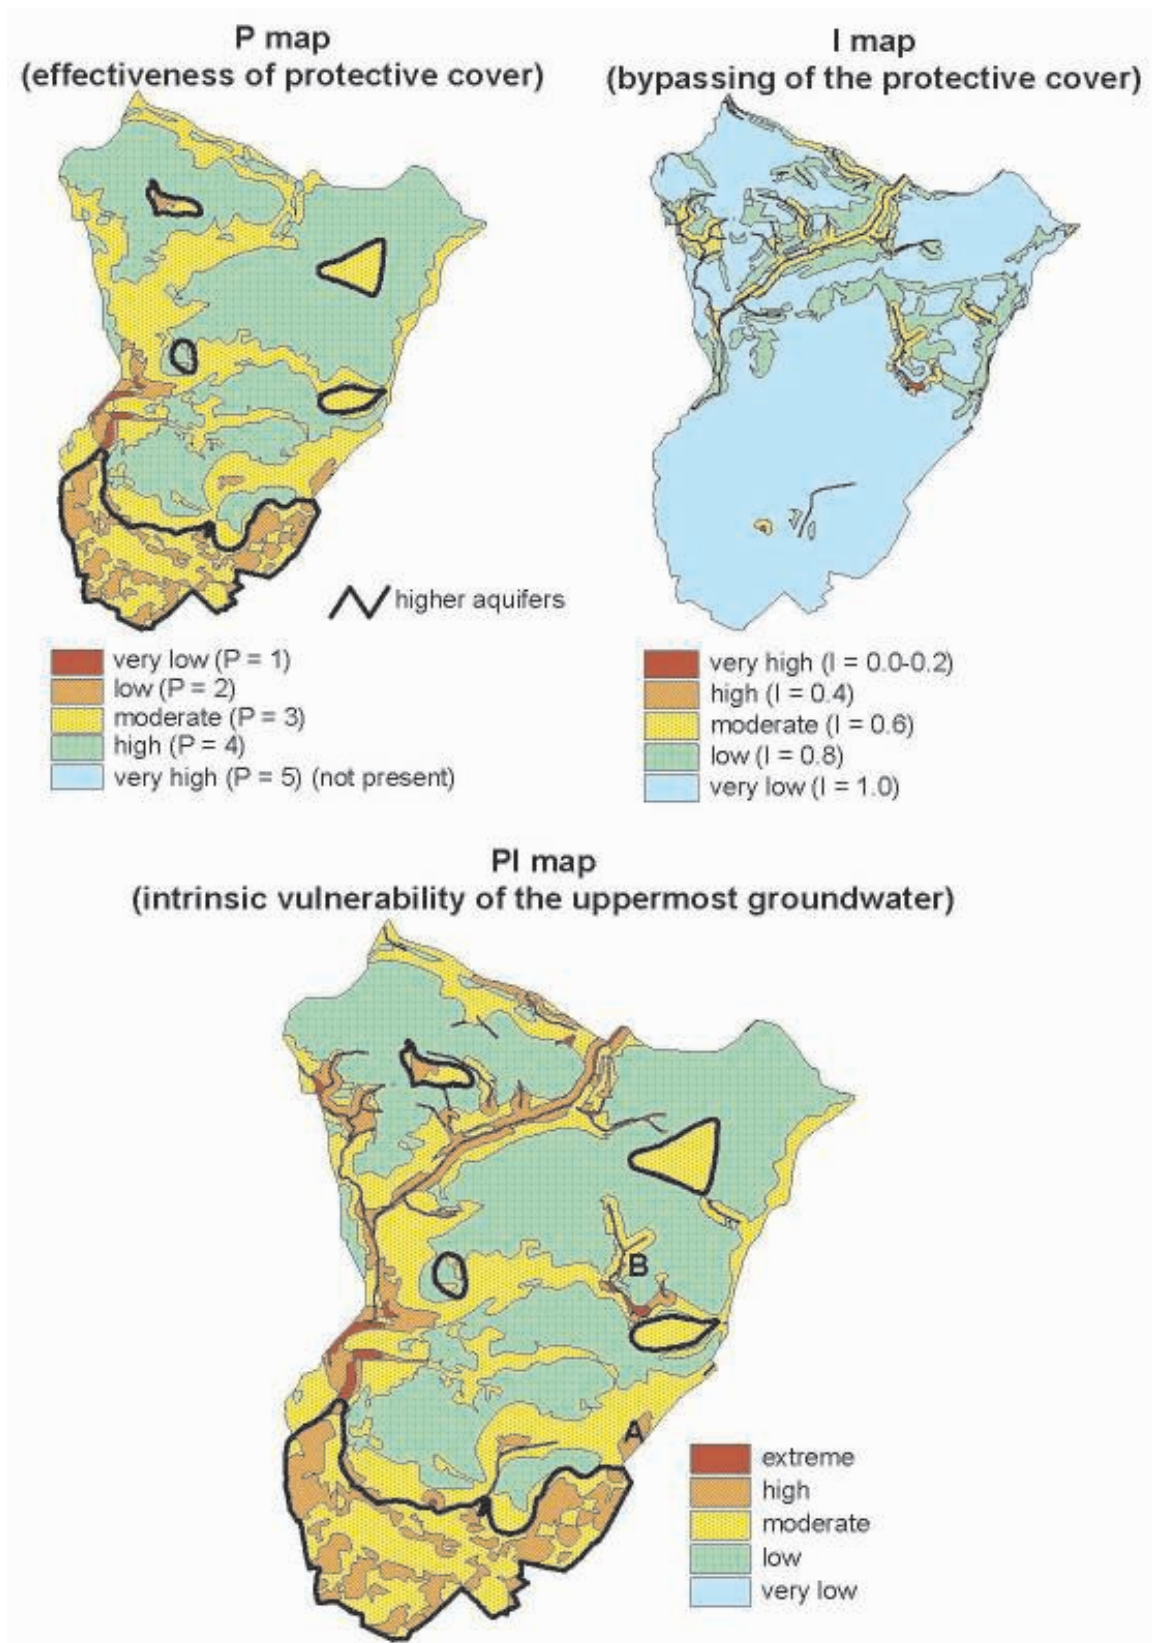 P map
(effectiveness of protective cover)
I map
(bypassing of the protective cover)
higher aquifers
very low (P = 1)
low (P = 2)
moderate (P = 3)
high (P = 4)
very high (P = 5) (not present)
very high (I = 0.0-0.2)
high (I = 0.4)
moderate (I = 0.6)
low (I = 0.8)
very low (I = 1.0)
PI map
(intrinsic vulnerability of the uppermost groundwater)
B
A
extreme
high
moderate
low
very low